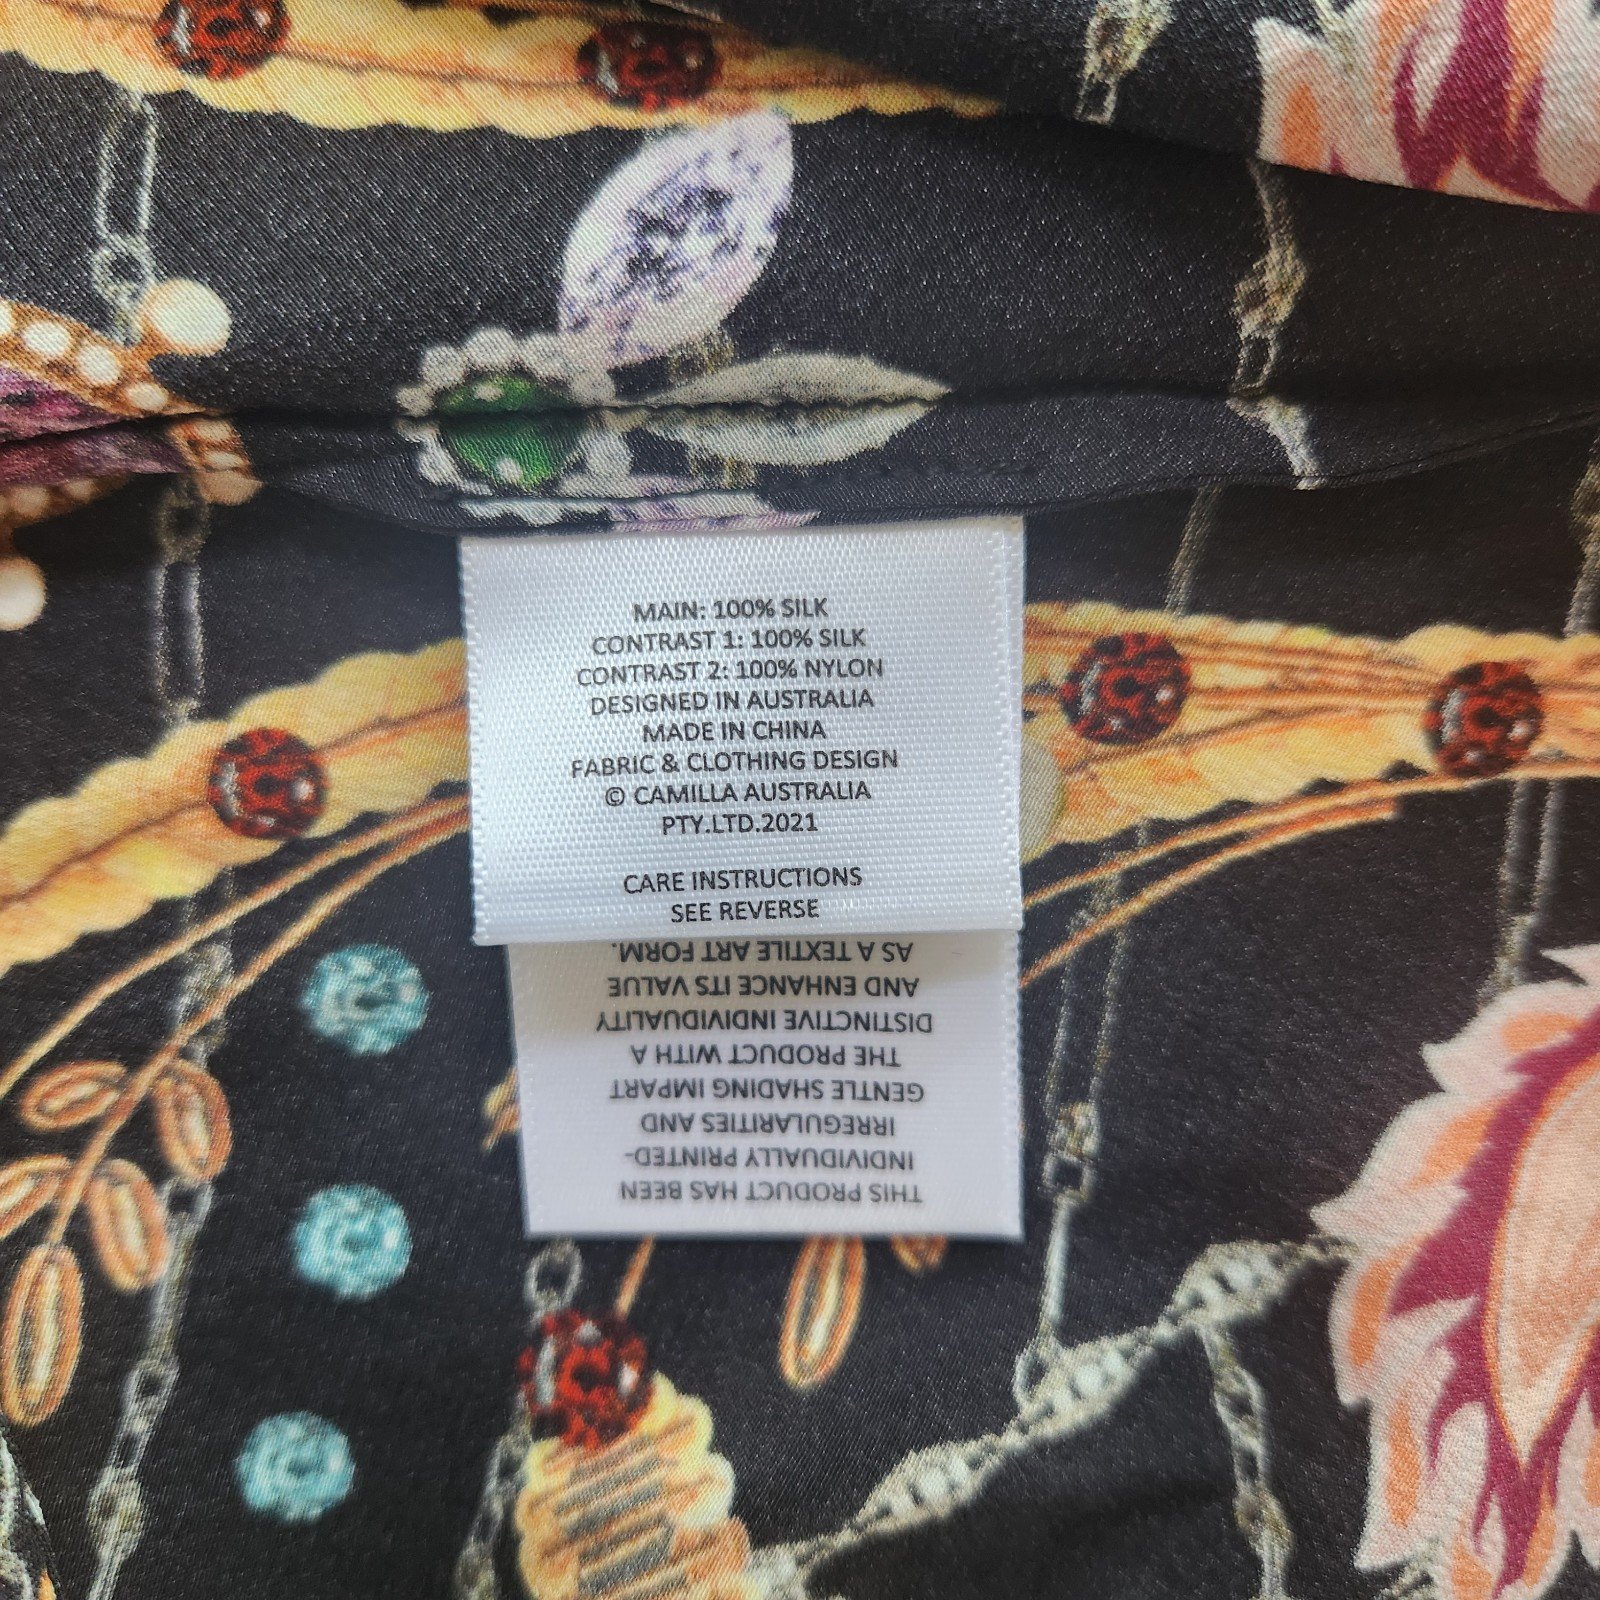 MAIN: 100% SILK
CONTRAST 1: 100% SILK
CONTRAST 2: 100% NYLON
DESIGNED IN AUSTRALIA
MADE IN CHINA
FABRIC & CLOTHING DESIGN
© CAMILLA AUSTRALIA
PTY.LTD.2021
CARE INSTRUCTIONS
SEE REVERSE
THIS PRODUCT HAS BEEN
INDIVIDUALLY PRINTED-
IRREGULARITIES AND
GENTLE SHADING IMPART
THE PRODUCT WITH A
DISTINCTIVE INDIVIDUALITY
AND ENHANCE ITS VALUE
AS A TEXTILE ART FORM.